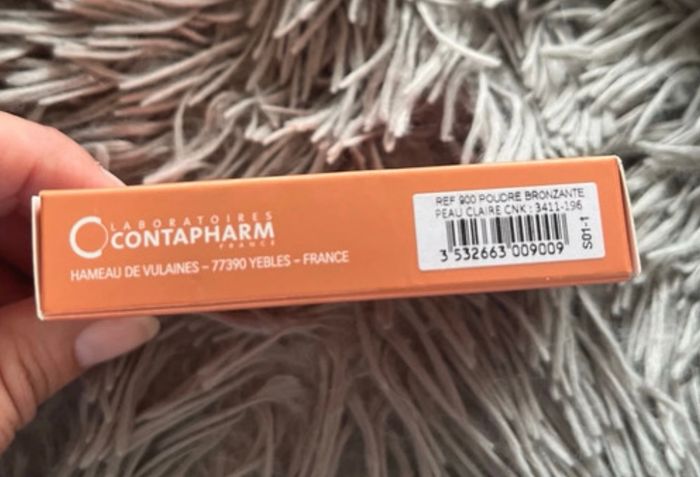 LABORATOIRES
CONTAPHARM
FRANCE
HAMEAU DE VULAINES – 77390 YEBLES – FRANCE
REF 900 POUDRE BRONZANTE
PEAU CLAIRE CNK : 3411-196
3 532663 009009
S01-1